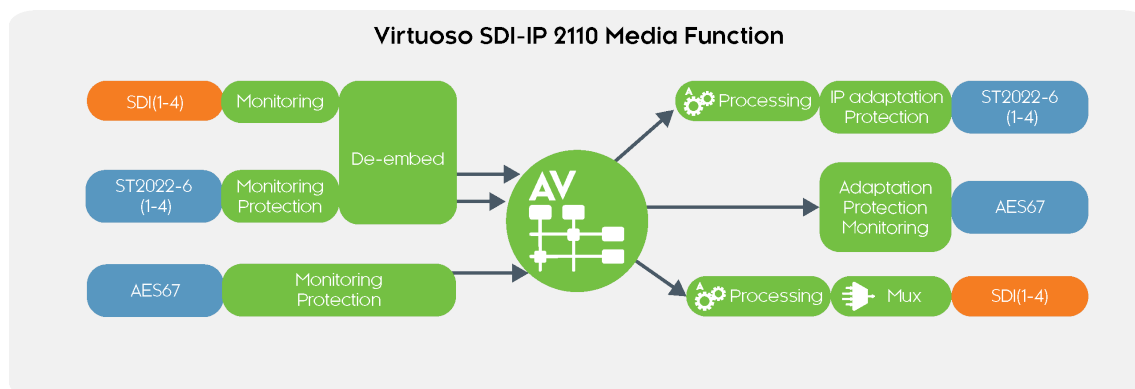 Virtuoso SDI-IP 2110 Media Function
SDI(1-4)
Monitoring
De-embed
ST2022-6
(1-4)
Monitoring
Protection
AES67
Monitoring
Protection
AV
A
Processing
IP adaptation
Protection
ST2022-6
(1-4)
Adaptation
Protection
Monitoring
AES67
A
Processing
Mux
SDI(1-4)